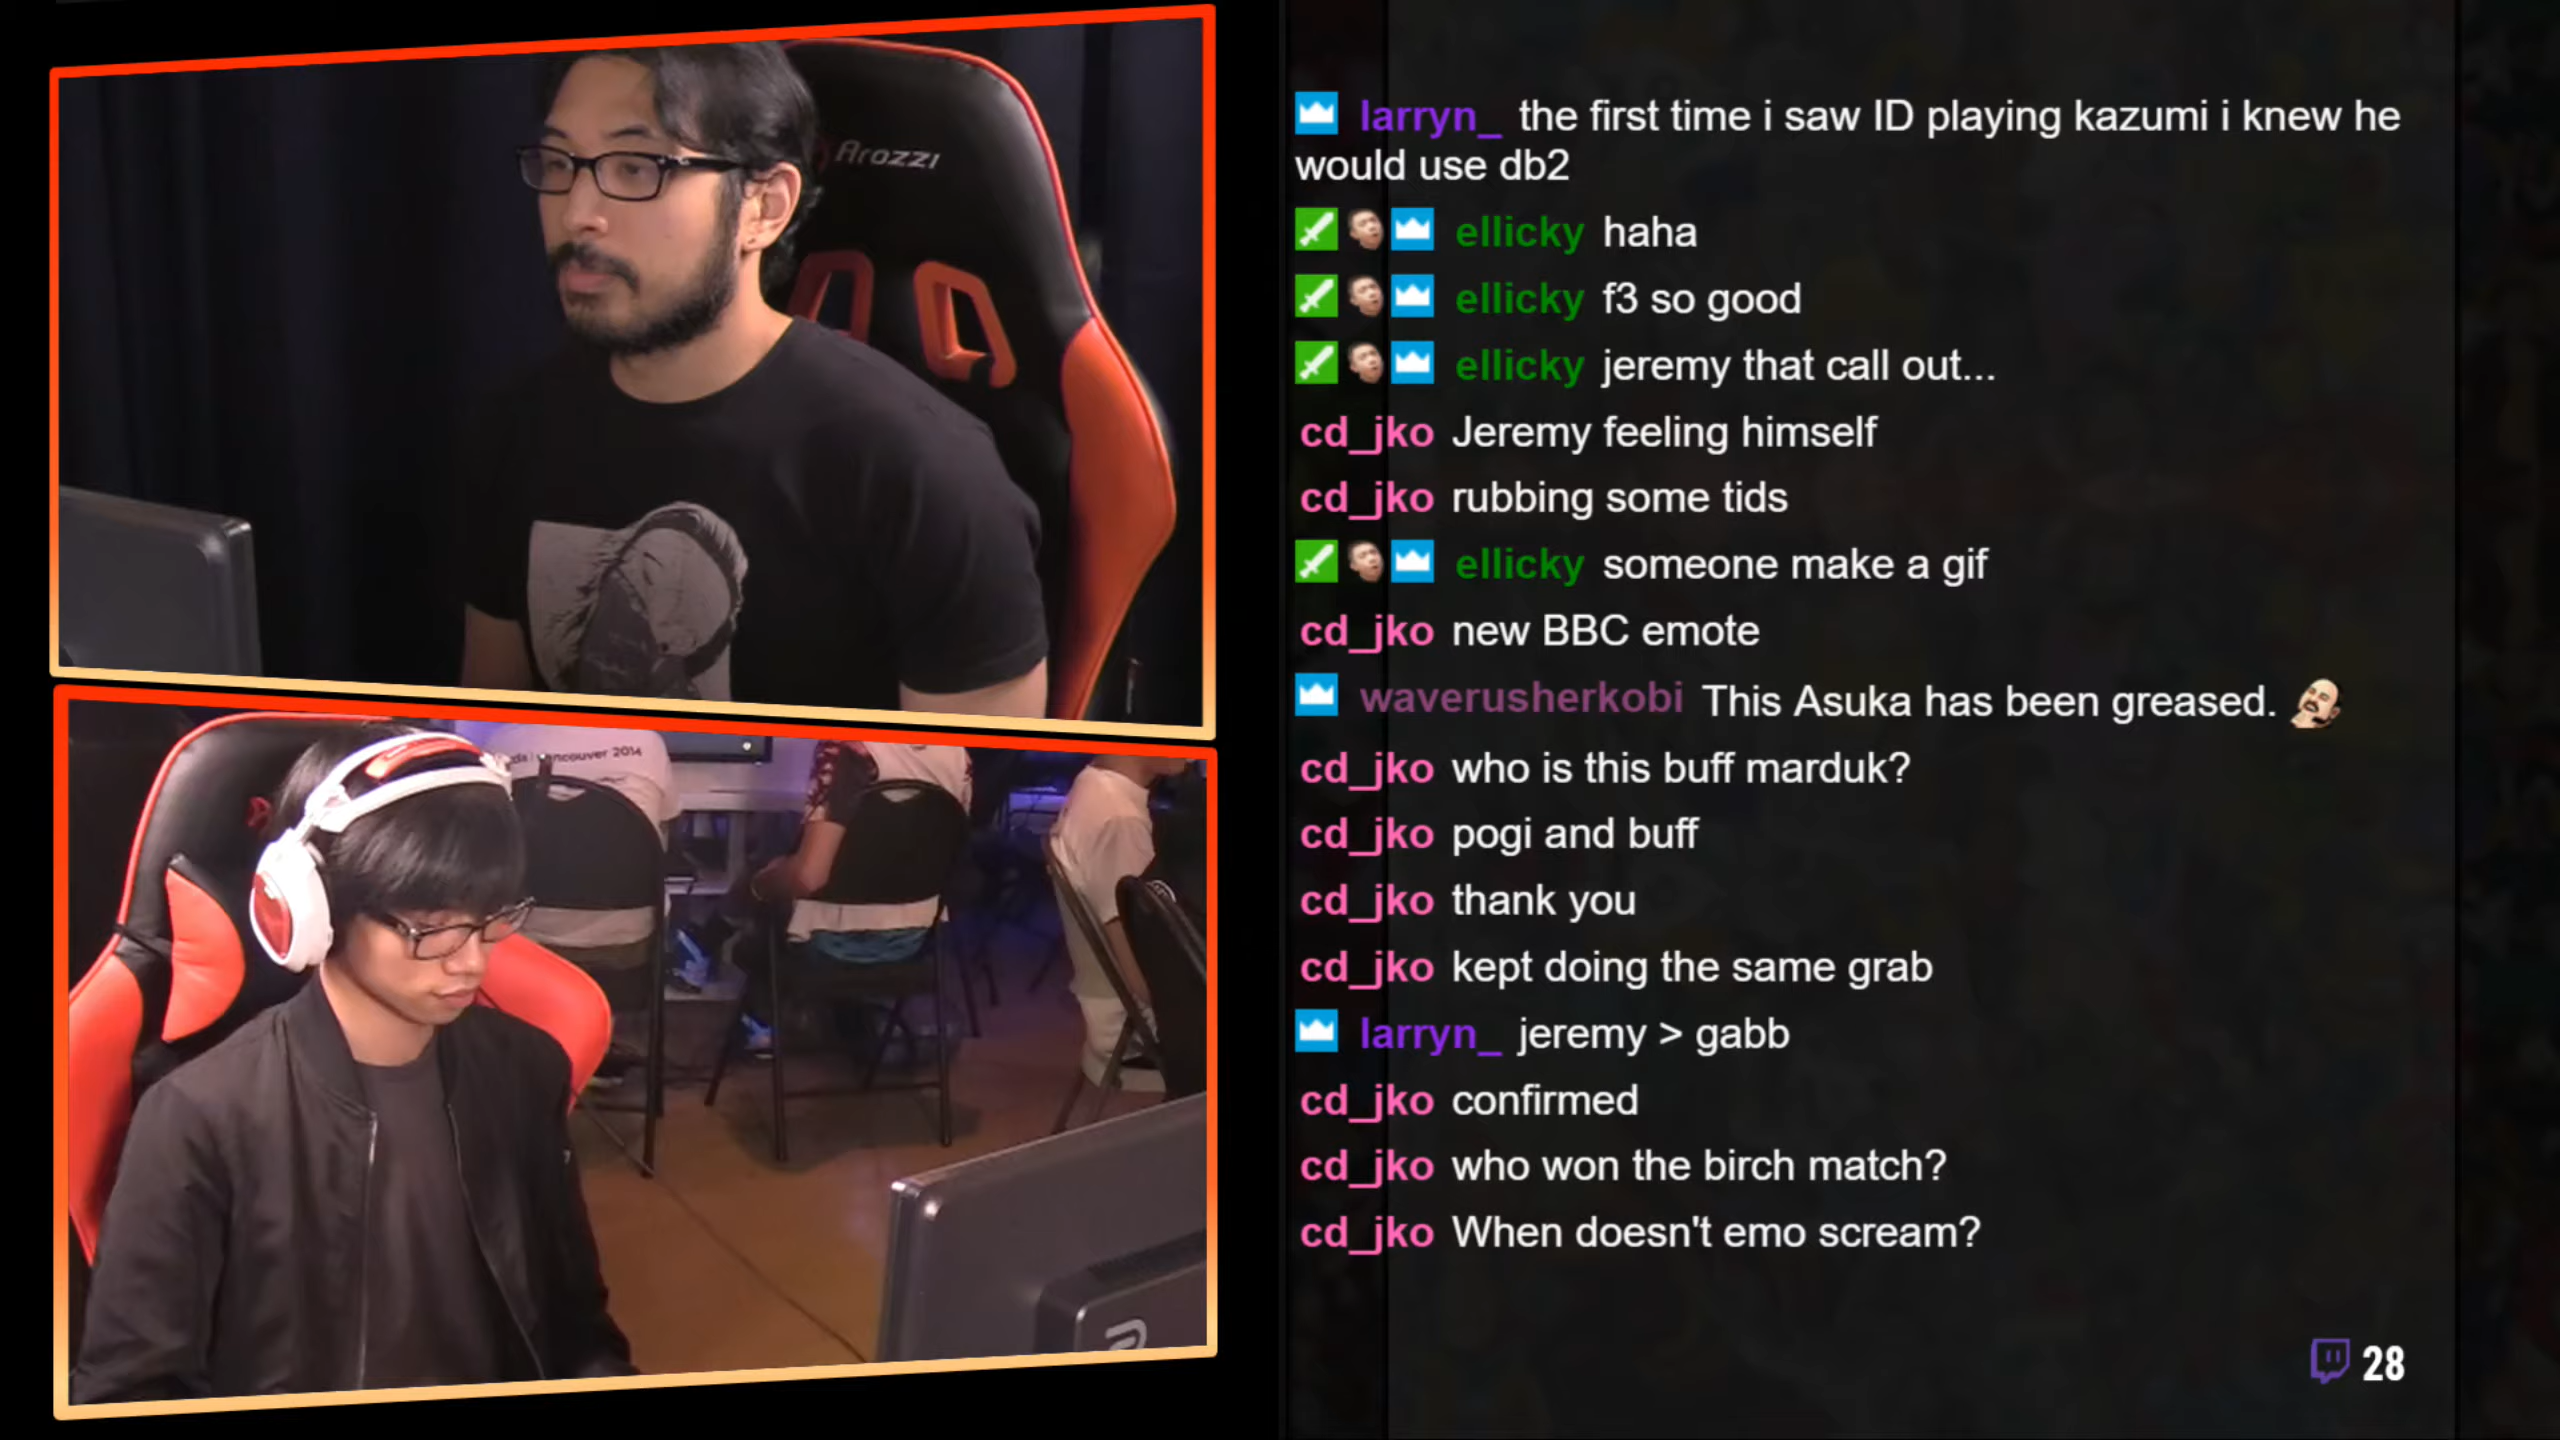 Arozzi
ncouver 2014
larryn_ the first time i saw ID playing kazumi i knew he
would use db2
ellicky haha
ellicky f3 so good
ellicky jeremy that call out...
cd_jko Jeremy feeling himself
cd_jko rubbing some tids
ellicky someone make a gif
cd_jko new BBC emote
waverusherkobi This Asuka has been greased.
cd_jko who is this buff marduk?
cd_jko pogi and buff
cd_jko thank you
cd_jko kept doing the same grab
larryn_ jeremy > gabb
cd_jko confirmed
cd_jko who won the birch match?
cd_jko When doesn't emo scream?
28